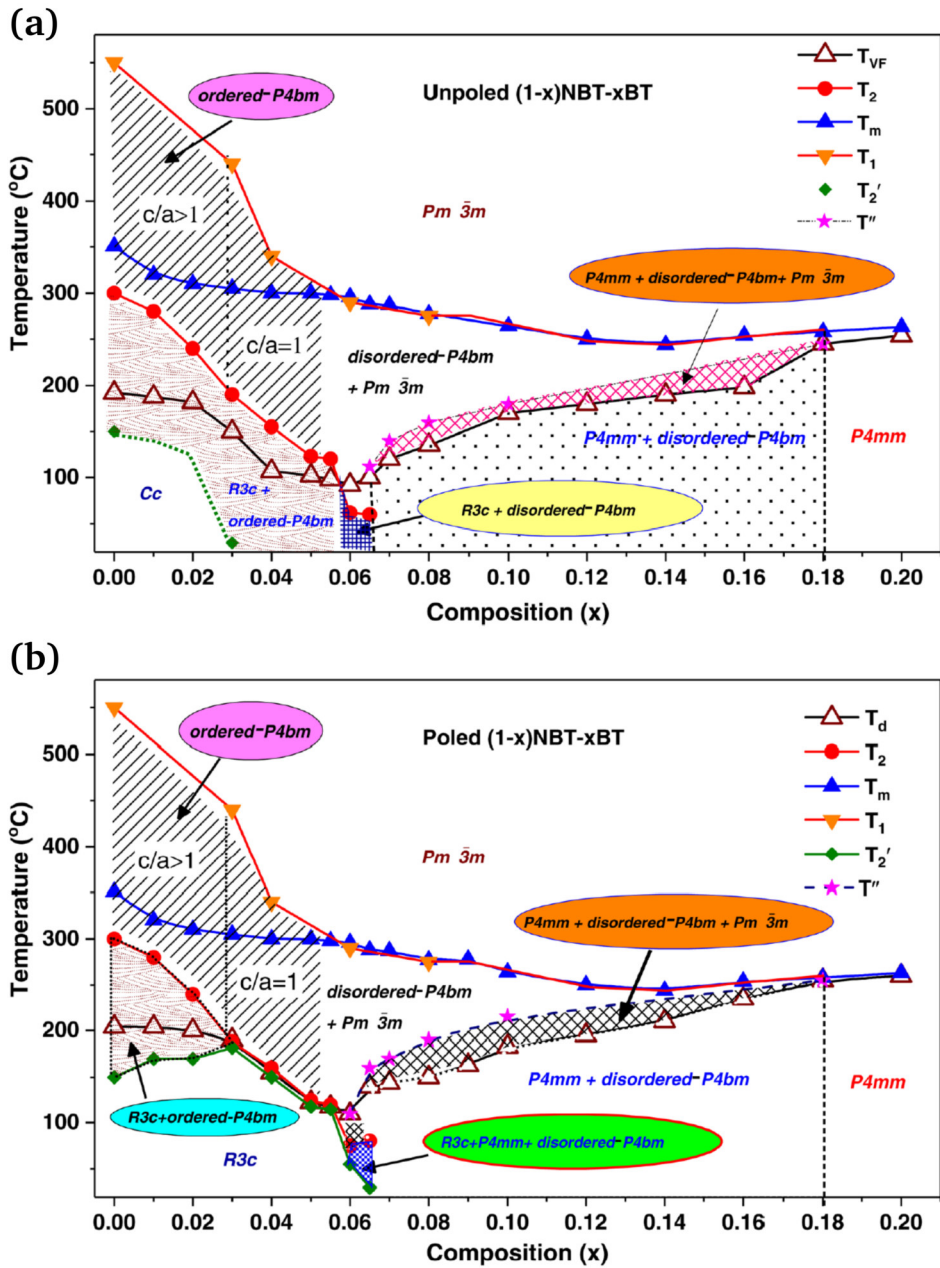 (a)
Unpoled (1-x)NBT-xBT
T_VF
T_2
T_m
T_1
T_2'
T″
ordered-P4bm
c/a>1
c/a=1
Pm 3̄m
P4mm + disordered-P4bm+ Pm 3̄m
disordered-P4bm
+ Pm 3̄m
P4mm + disordered-P4bm
P4mm
Cc
R3c +
ordered-P4bm
R3c + disordered-P4bm
Temperature (ºC)
500
400
300
200
100
0.00 0.02 0.04 0.06 0.08 0.10 0.12 0.14 0.16 0.18 0.20
Composition (x)
(b)
Poled (1-x)NBT-xBT
T_d
T_2
T_m
T_1
T_2'
T″
ordered-P4bm
c/a>1
c/a=1
Pm 3̄m
P4mm + disordered-P4bm + Pm 3̄m
disordered-P4bm
+ Pm 3̄m
P4mm + disordered-P4bm
P4mm
R3c+ordered-P4bm
R3c
R3c+P4mm+ disordered-P4bm
Temperature (ºC)
500
400
300
200
100
0.00 0.02 0.04 0.06 0.08 0.10 0.12 0.14 0.16 0.18 0.20
Composition (x)